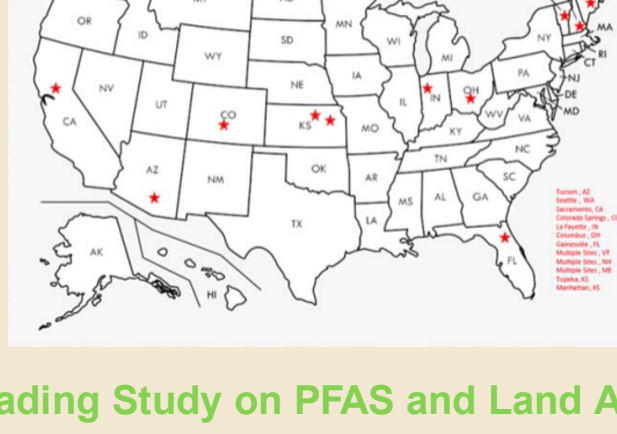 MN
OR
ID
SD
WI
NY
MA
WY
MI
RI
CT
IA
PA
NJ
NE
NV
OH
IL
IN
DE
UT
MD
CO
WV
VA
CA
KS
MO
KY
NC
TN
AZ
OK
NM
AR
SC
MS
AL
GA
LA
TX
AK
FL
HI
Tucson, AZ
Seattle, WA
Sacramento, CA
Colorado Springs, C
La Fayette, IN
Columbus, OH
Gainesville, FL
Multiple Sites, VT
Multiple Sites, NH
Multiple Sites, ME
Topeka, KS
Manhattan, KS
ading Study on PFAS and Land A